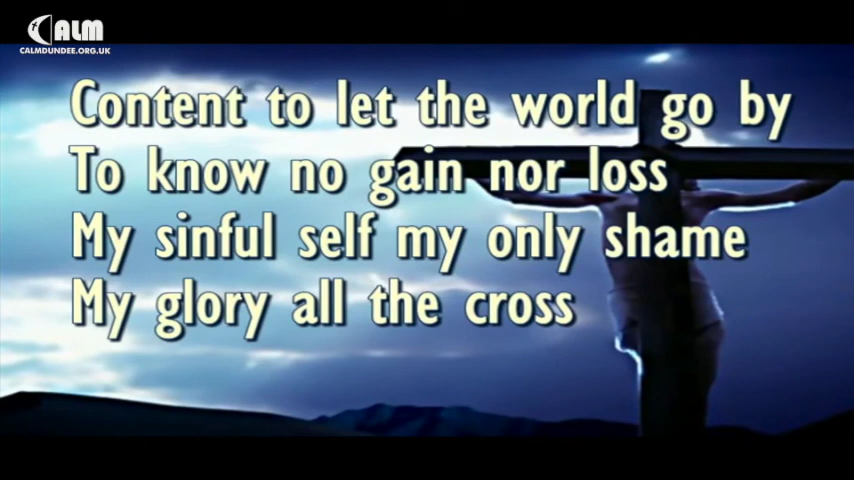 CALM
CALMDUNDEE.ORG.UK
Content to let the world go by
To know no gain nor loss
My sinful self my only shame
My glory all the cross